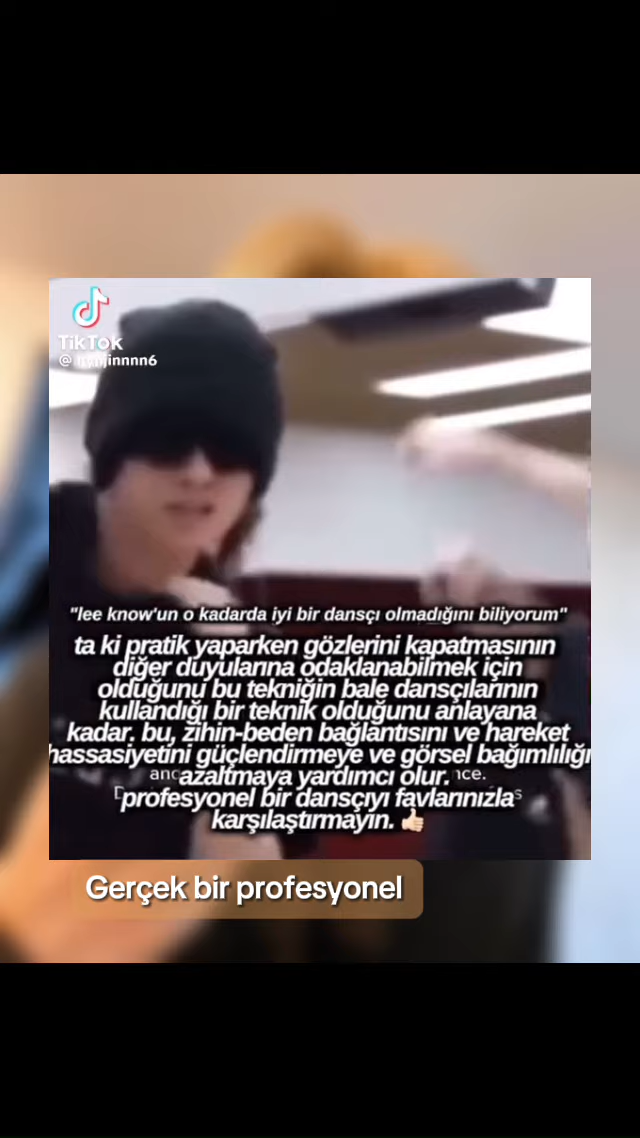 TikTok
"lee know'un o kadarda iyi bir dansçı olmadığını biliyorum"
ta ki pratik yaparken gözlerini kapatmasının
diğer duyularına odaklanabilmek için
olduğunu bu tekniğin bale dansçılarının
kullandığı bir teknik olduğunu anlayana
kadar. bu, zihin-beden bağlantısını ve hareket
hassasiyetini güçlendirmeye ve görsel bağımlılığı
azaltmaya yardımcı olur.
profesyonel bir dansçıyı favlarınızla
karşılaştırmayın. 👍🏻
Gerçek bir profesyonel